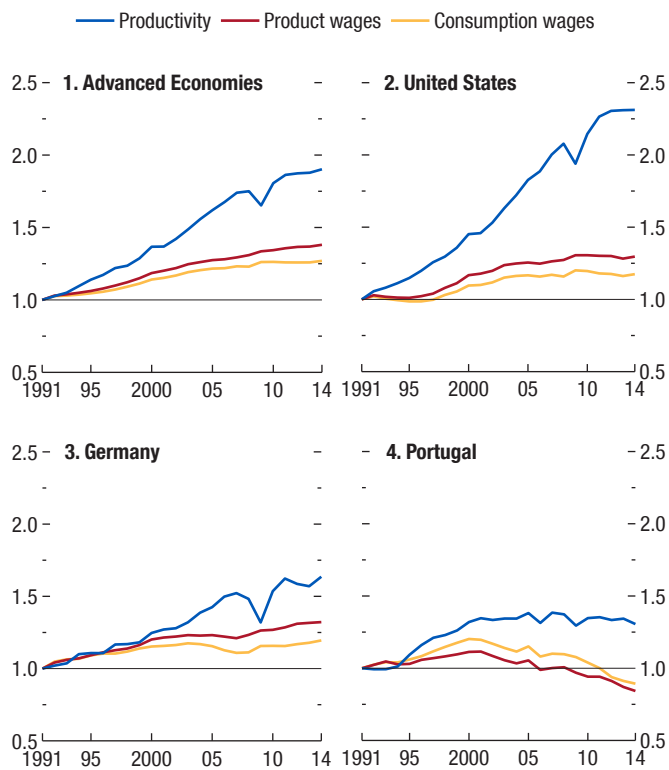 Productivity Product wages Consumption wages
1. Advanced Economies
2.5
2.0
1.5
1.0
0.5
1991 95 2000 05 10 14
2. United States
2.5
2.0
1.5
1.0
0.5
1991 95 2000 05 10 14
3. Germany
2.5
2.0
1.5
1.0
0.5
1991 95 2000 05 10 14
4. Portugal
2.5
2.0
1.5
1.0
0.5
1991 95 2000 05 10 14